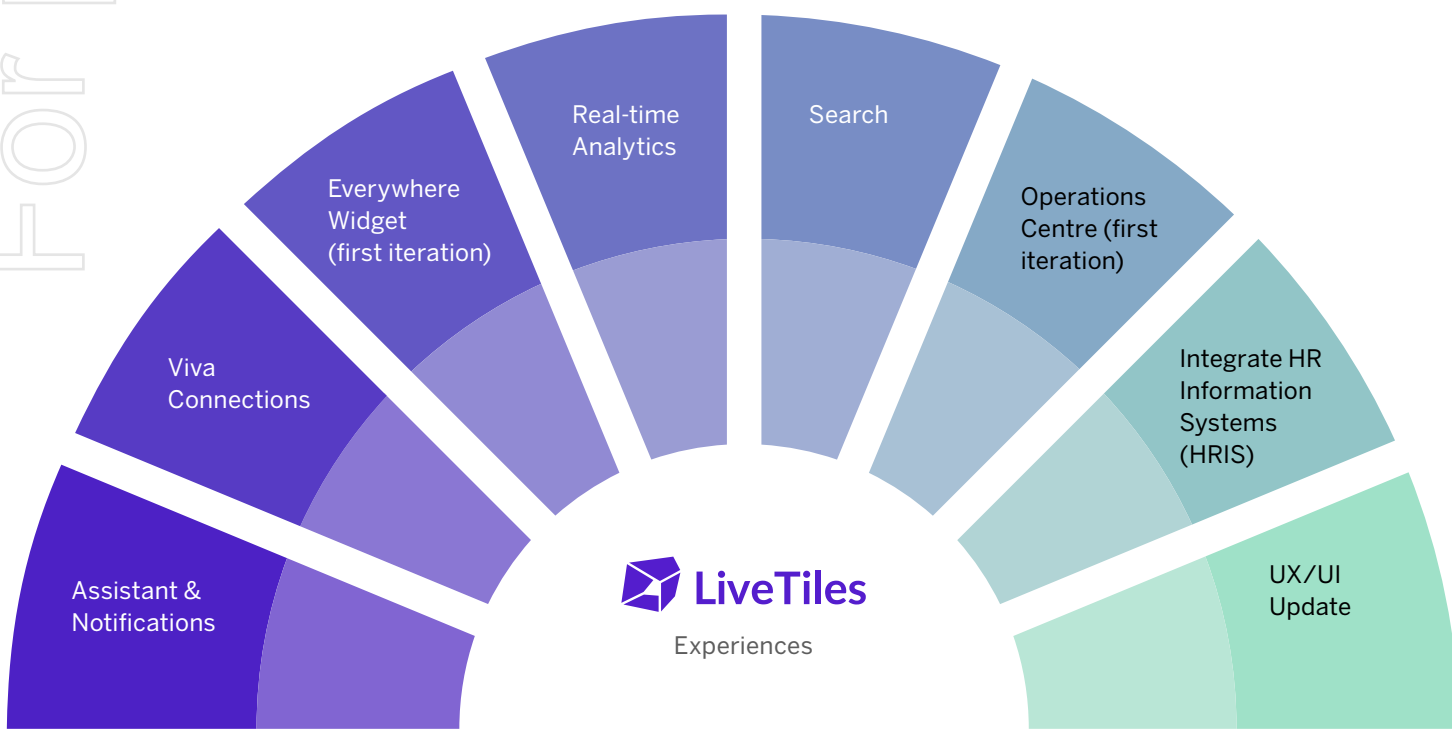 For
Assistant &
Notifications
Viva
Connections
Everywhere
Widget
(first iteration)
Real-time
Analytics
Search
Operations
Centre (first
iteration)
Integrate HR
Information
Systems
(HRIS)
UX/UI
Update
LiveTiles
Experiences